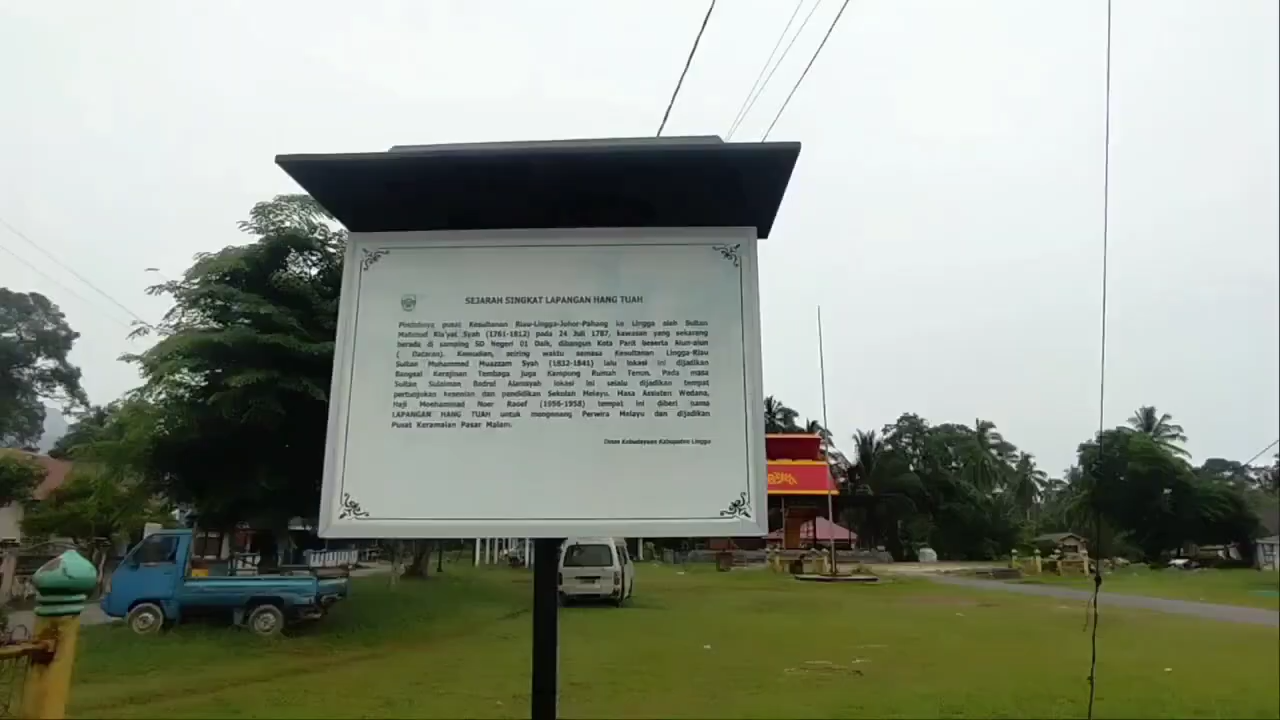 SEJARAH SINGKAT LAPANGAN HANG TUAH
Pindahnya pusat Kesultanan Riau-Lingga-Johor-Pahang ke Lingga oleh Sultan
Mahmud Ria'yat Syah (1761-1812) pada 24 Juli 1787, kawasan yang sekarang
berada di samping SD Negeri 01 Daik, dibangun Kota Parit beserta Alun-alun
( Dataran). Kemudian, seiring waktu semasa Kesultanan Lingga-Riau
Sultan Muhammad Muazzam Syah (1832-1841) lalu lokasi ini dijadikan
Bangsal Kerajinan Tembaga juga Kampung Rumah Tenun. Pada masa
Sultan Sulaiman Badrul Alamsyah lokasi ini selalu dijadikan tempat
pertunjukan kesenian dan pendidikan Sekolah Melayu. Masa Assisten Wedana,
Haji Moehammad Noer Raoef (1956-1958) tempat ini diberi nama
LAPANGAN HANG TUAH untuk mengenang Perwira Melayu dan dijadikan
Pusat Keramaian Pasar Malam.
Dinas Kebudayaan Kabupaten Lingga